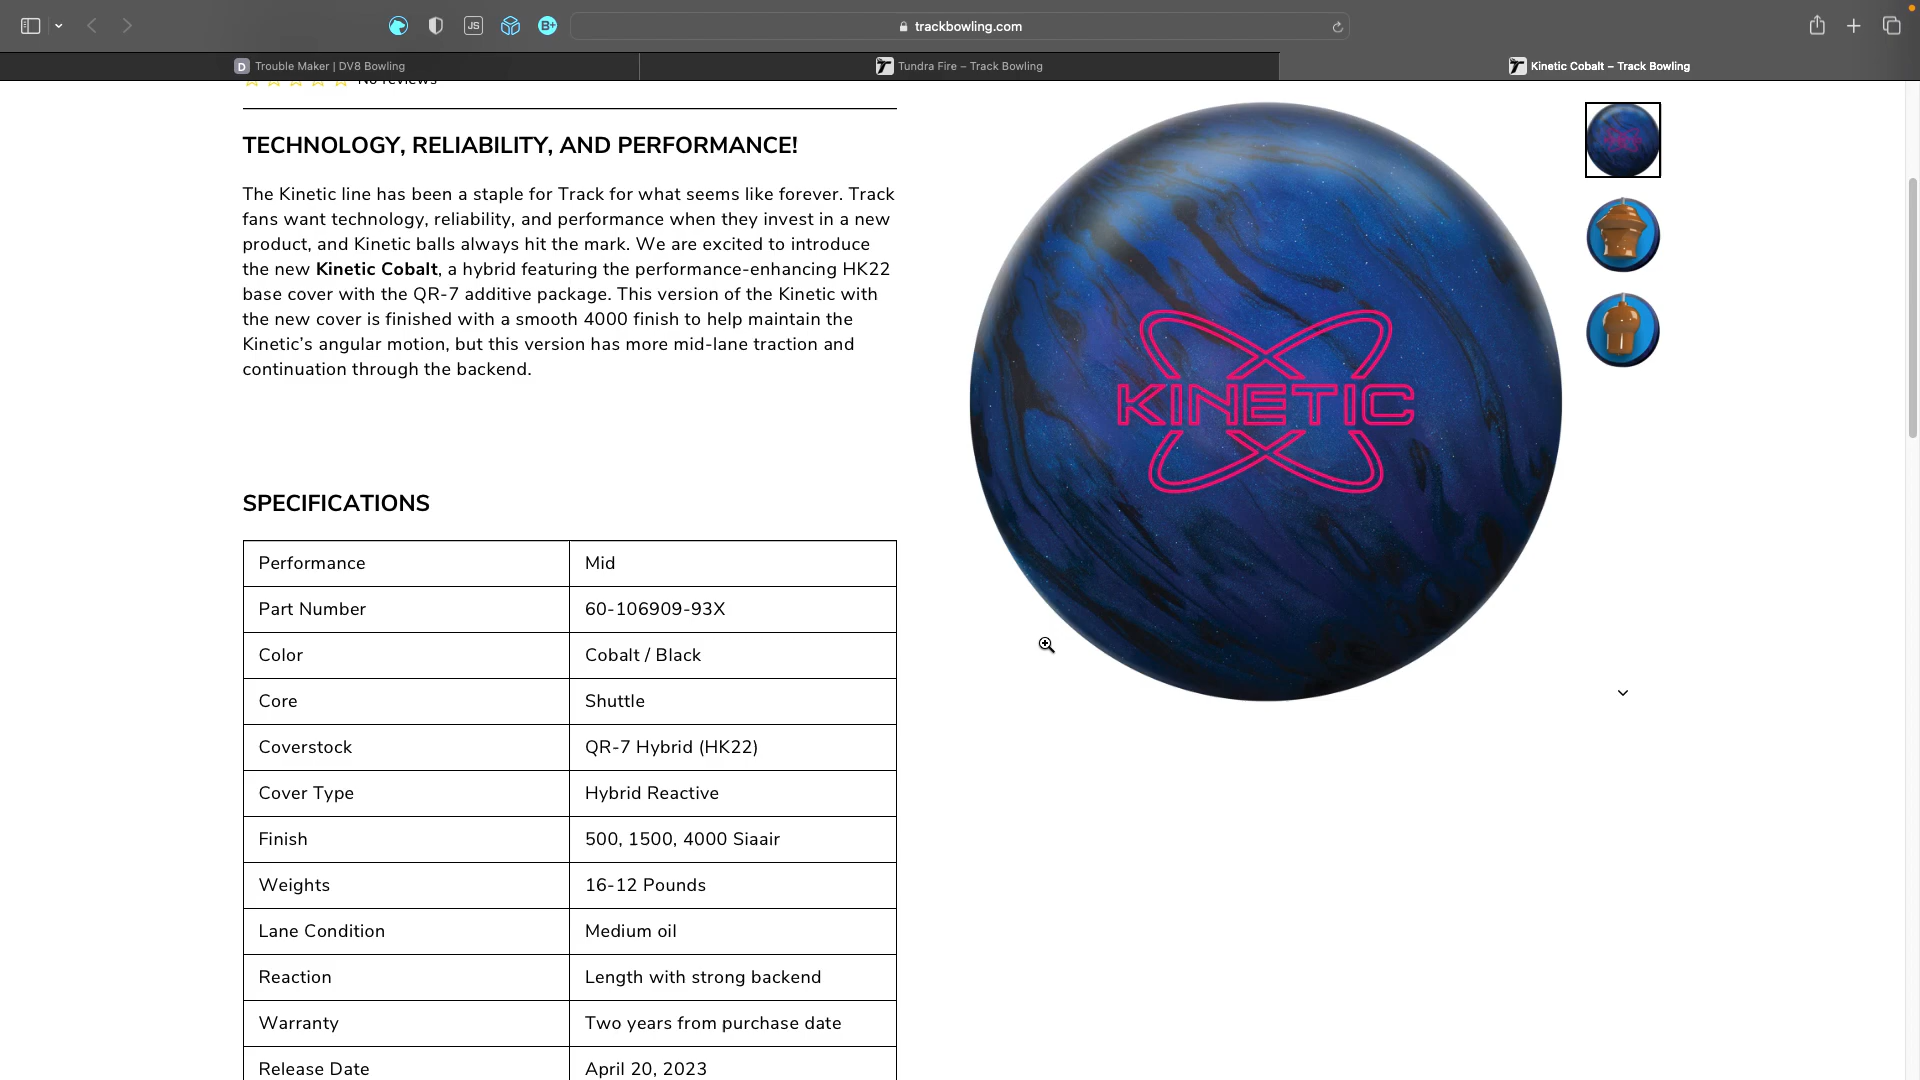 JS
B+
trackbowling.com
D Trouble Maker | DV8 Bowling
Tundra Fire – Track Bowling
Kinetic Cobalt – Track Bowling
No reviews
TECHNOLOGY, RELIABILITY, AND PERFORMANCE!
The Kinetic line has been a staple for Track for what seems like forever. Track
fans want technology, reliability, and performance when they invest in a new
product, and Kinetic balls always hit the mark. We are excited to introduce
the new Kinetic Cobalt, a hybrid featuring the performance-enhancing HK22
base cover with the QR-7 additive package. This version of the Kinetic with
the new cover is finished with a smooth 4000 finish to help maintain the
Kinetic’s angular motion, but this version has more mid-lane traction and
continuation through the backend.
KINETIC
SPECIFICATIONS
Performance Mid
Part Number 60-106909-93X
Color Cobalt / Black
Core Shuttle
Coverstock QR-7 Hybrid (HK22)
Cover Type Hybrid Reactive
Finish 500, 1500, 4000 Siaair
Weights 16-12 Pounds
Lane Condition Medium oil
Reaction Length with strong backend
Warranty Two years from purchase date
Release Date April 20, 2023